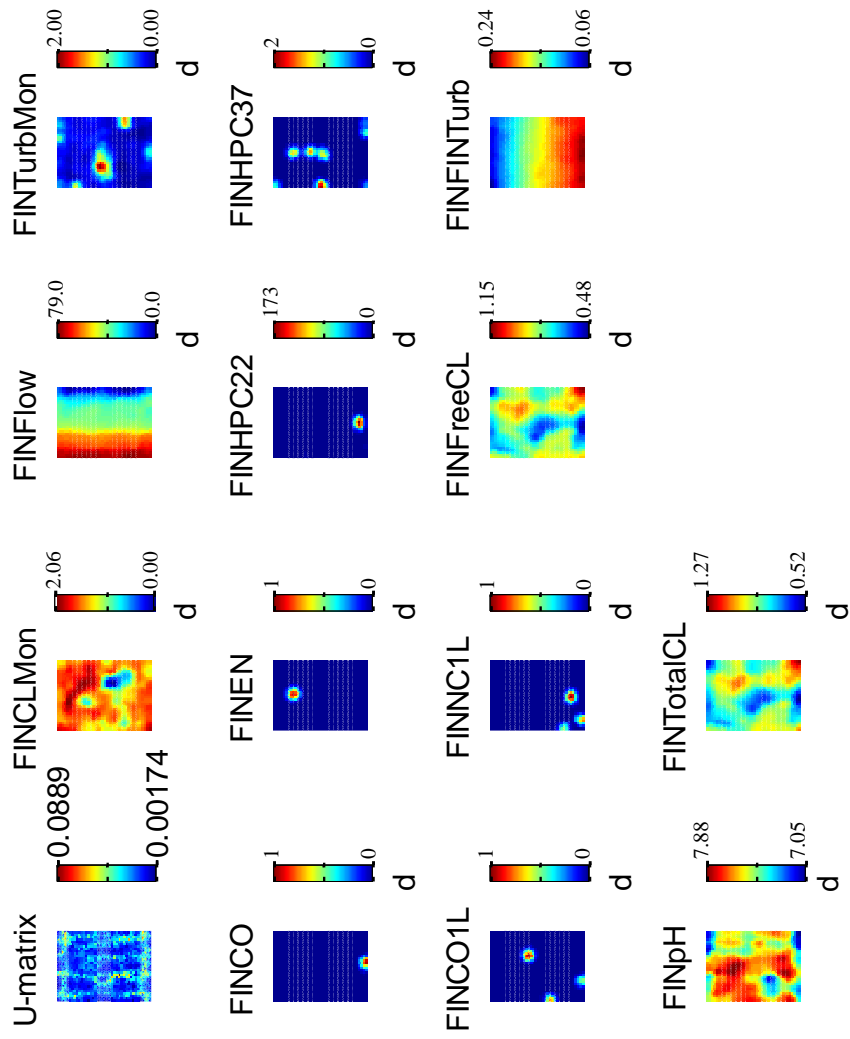 U-matrix
0.0889
0.00174
FINCLMon
2.06
0.00
d
FINFlow
79.0
0.0
d
FINTurbMon
2.00
0.00
d
FINCO
1
0
d
FINEN
1
0
d
FINHPC22
173
0
d
FINHPC37
2
0
d
FINCO1L
1
0
d
FINNC1L
1
0
d
FINFreeCL
1.15
0.48
d
FINFINTurb
0.24
0.06
d
FINpH
7.88
7.05
d
FINTotalCL
1.27
0.52
d